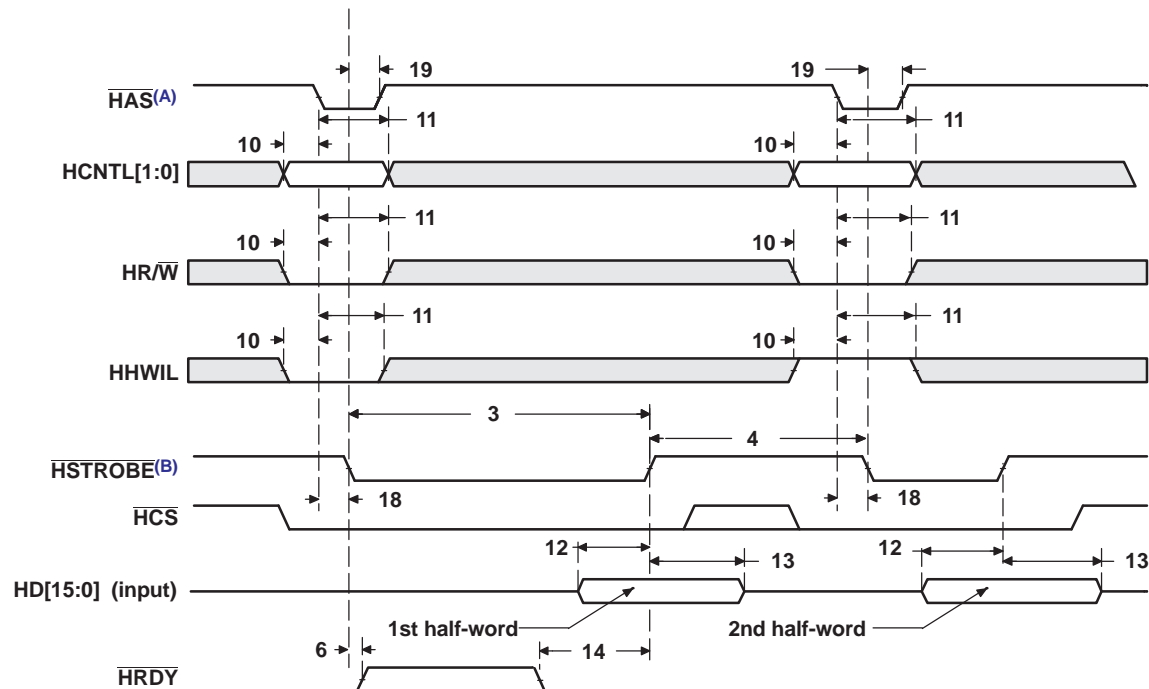 19 19
HAS(A)
11 11
10 10
HCNTL[1:0]
11 11
10 10
HR/W
11 11
10 10
HHWIL
3
4
HSTROBE(B)
18 18
HCS
12 13 12 13
HD[15:0] (input)
1st half-word 2nd half-word
6 14
HRDY